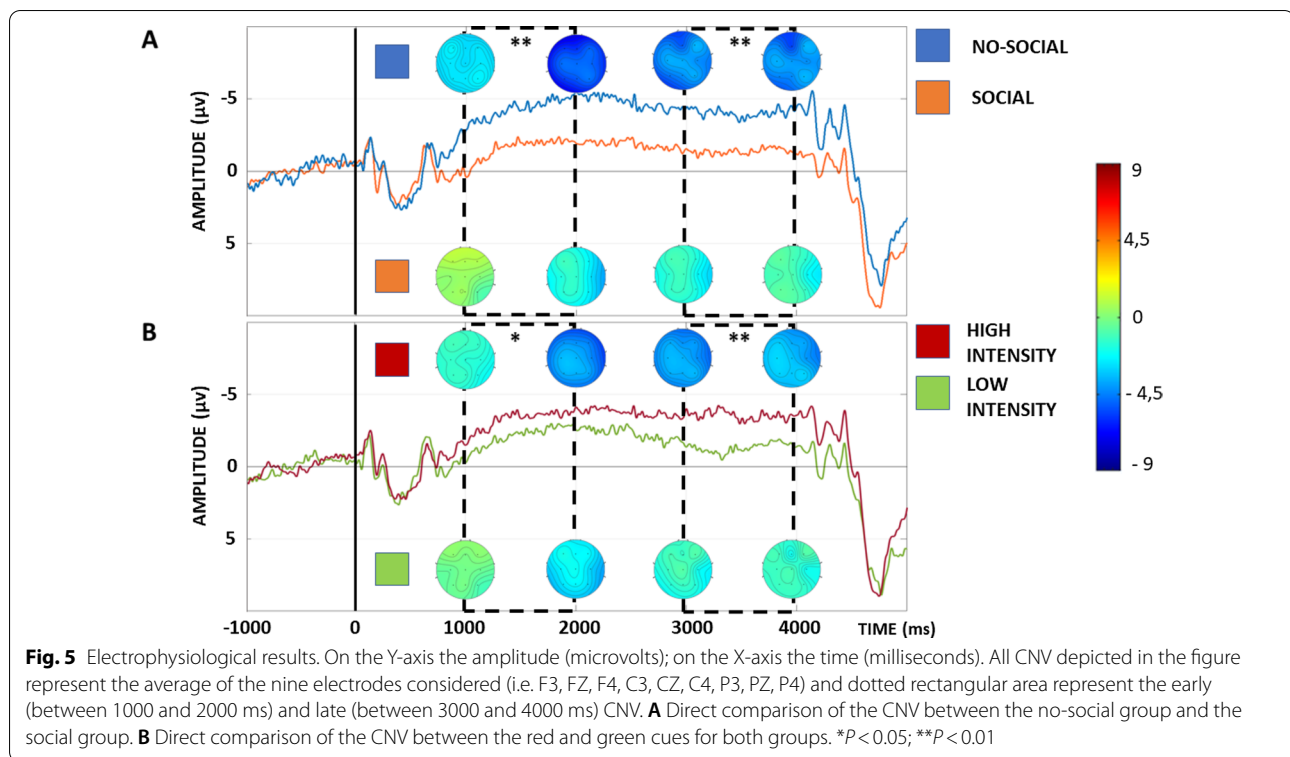 A
**
**
NO-SOCIAL
SOCIAL
-5
0
5
AMPLITUDE (μv)
9
4,5
0
- 4,5
- 9
B
*
**
HIGH
INTENSITY
LOW
INTENSITY
-5
0
5
AMPLITUDE (μv)
-1000 0 1000 2000 3000 4000 TIME (ms)
Fig. 5 Electrophysiological results. On the Y-axis the amplitude (microvolts); on the X-axis the time (milliseconds). All CNV depicted in the figure
represent the average of the nine electrodes considered (i.e. F3, FZ, F4, C3, CZ, C4, P3, PZ, P4) and dotted rectangular area represent the early
(between 1000 and 2000 ms) and late (between 3000 and 4000 ms) CNV. A Direct comparison of the CNV between the no-social group and the
social group. B Direct comparison of the CNV between the red and green cues for both groups. *P < 0.05; **P < 0.01